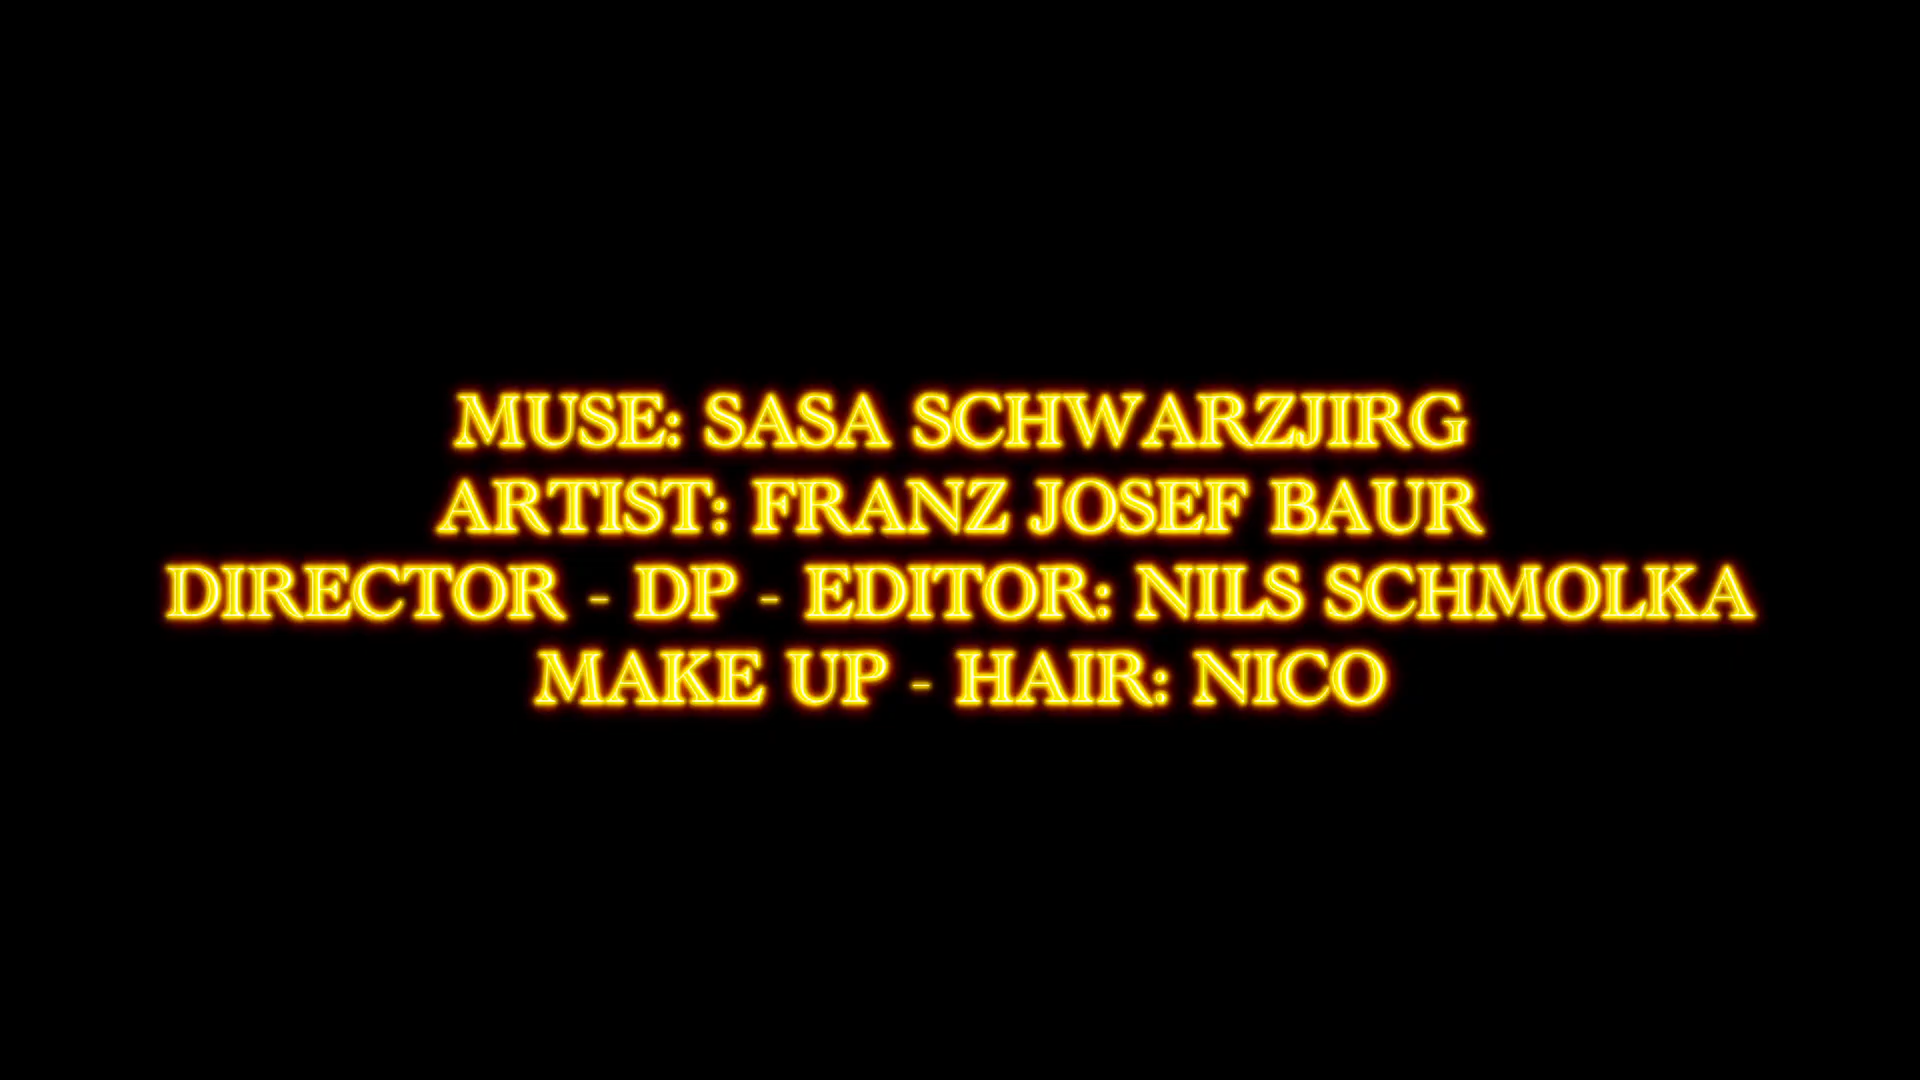 MUSE: SASA SCHWARZJIRG
ARTIST: FRANZ JOSEF BAUR
DIRECTOR - DP - EDITOR: NILS SCHMOLKA
MAKE UP - HAIR: NICO